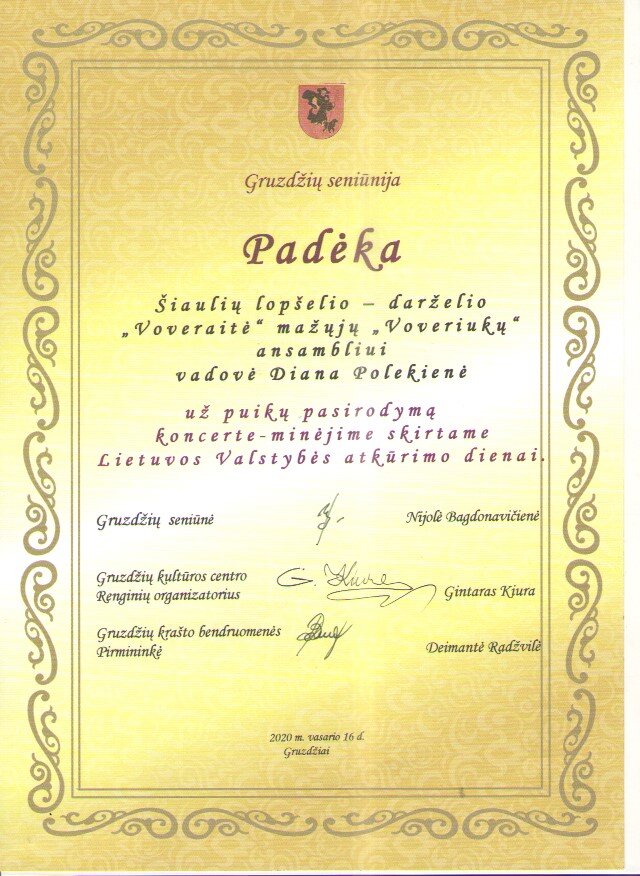 Gruzdžių seniūnija
Padėka
Šiaulių lopšelio – darželio
„Voveraitė“ mažųjų „Voveriukų“
ansambliui
vadovė Diana Polekienė
už puikų pasirodymą
koncerte-minėjime skirtame
Lietuvos Valstybės atkūrimo dienai.
Gruzdžių seniūnė Nijolė Bagdonavičienė
Gruzdžių kultūros centro
Renginių organizatorius G. Kiura Gintaras Kiura
Gruzdžių krašto bendruomenės
Pirmininkė Deimantė Radžvilė
2020 m. vasario 16 d.
Gruzdžiai